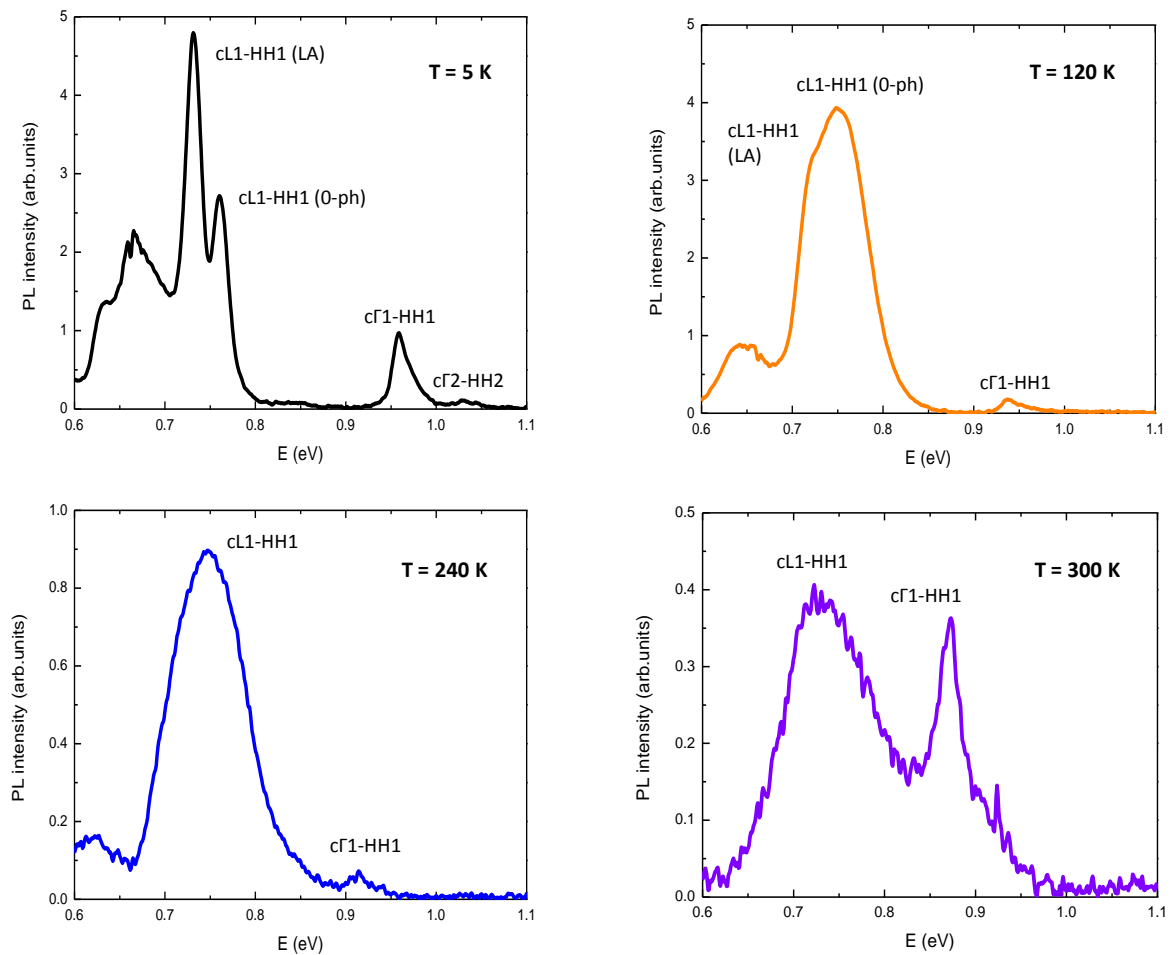 5
4
3
2
1
0
0.6 0.7 0.8 0.9 1.0 1.1
PL intensity (arb.units)
E (eV)
cL1-HH1 (LA)
T = 5 K
cL1-HH1 (0-ph)
cΓ1-HH1
cΓ2-HH2
5
4
3
2
1
0
0.6 0.7 0.8 0.9 1.0 1.1
PL intensity (arb.units)
E (eV)
T = 120 K
cL1-HH1 (0-ph)
cL1-HH1
(LA)
cΓ1-HH1
1.0
0.8
0.6
0.4
0.2
0.0
0.6 0.7 0.8 0.9 1.0 1.1
PL intensity (arb.units)
E (eV)
cL1-HH1
T = 240 K
cΓ1-HH1
0.5
0.4
0.3
0.2
0.1
0.0
0.6 0.7 0.8 0.9 1.0 1.1
PL intensity (arb.units)
E (eV)
cL1-HH1
cΓ1-HH1
T = 300 K